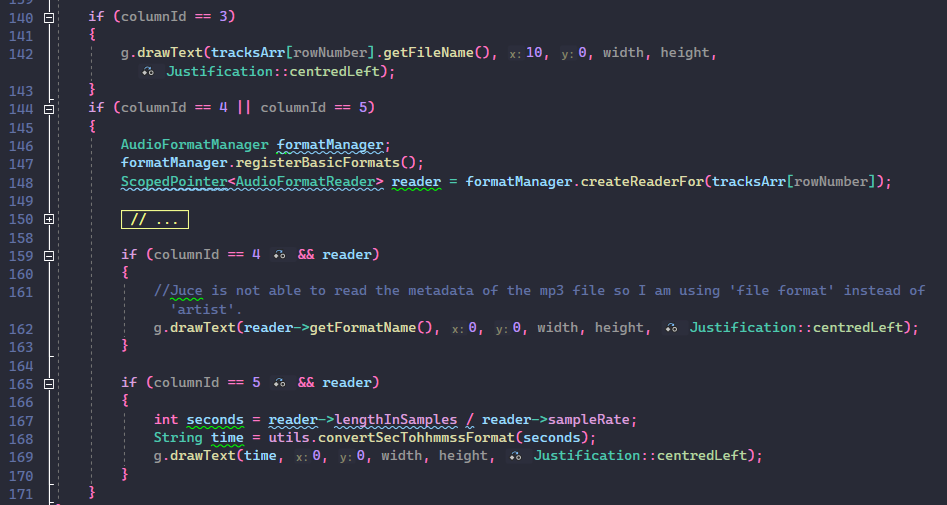 139
140 if (columnId == 3)
141 {
142 g.drawText(tracksArr[rowNumber].getFileName(), x: 10, y: 0, width, height,
Justification::centredLeft);
143 }
144 if (columnId == 4 || columnId == 5)
145 {
146 AudioFormatManager formatManager;
147 formatManager.registerBasicFormats();
148 ScopedPointer<AudioFormatReader> reader = formatManager.createReaderFor(tracksArr[rowNumber]);
149
150 // ...
158
159 if (columnId == 4 && reader)
160 {
161 //Juce is not able to read the metadata of the mp3 file so I am using 'file format' instead of
'artist'.
162 g.drawText(reader->getFormatName(), x: 0, y: 0, width, height, Justification::centredLeft);
163 }
164
165 if (columnId == 5 && reader)
166 {
167 int seconds = reader->lengthInSamples / reader->sampleRate;
168 String time = utils.convertSecTohhmmssFormat(seconds);
169 g.drawText(time, x: 0, y: 0, width, height, Justification::centredLeft);
170 }
171 }